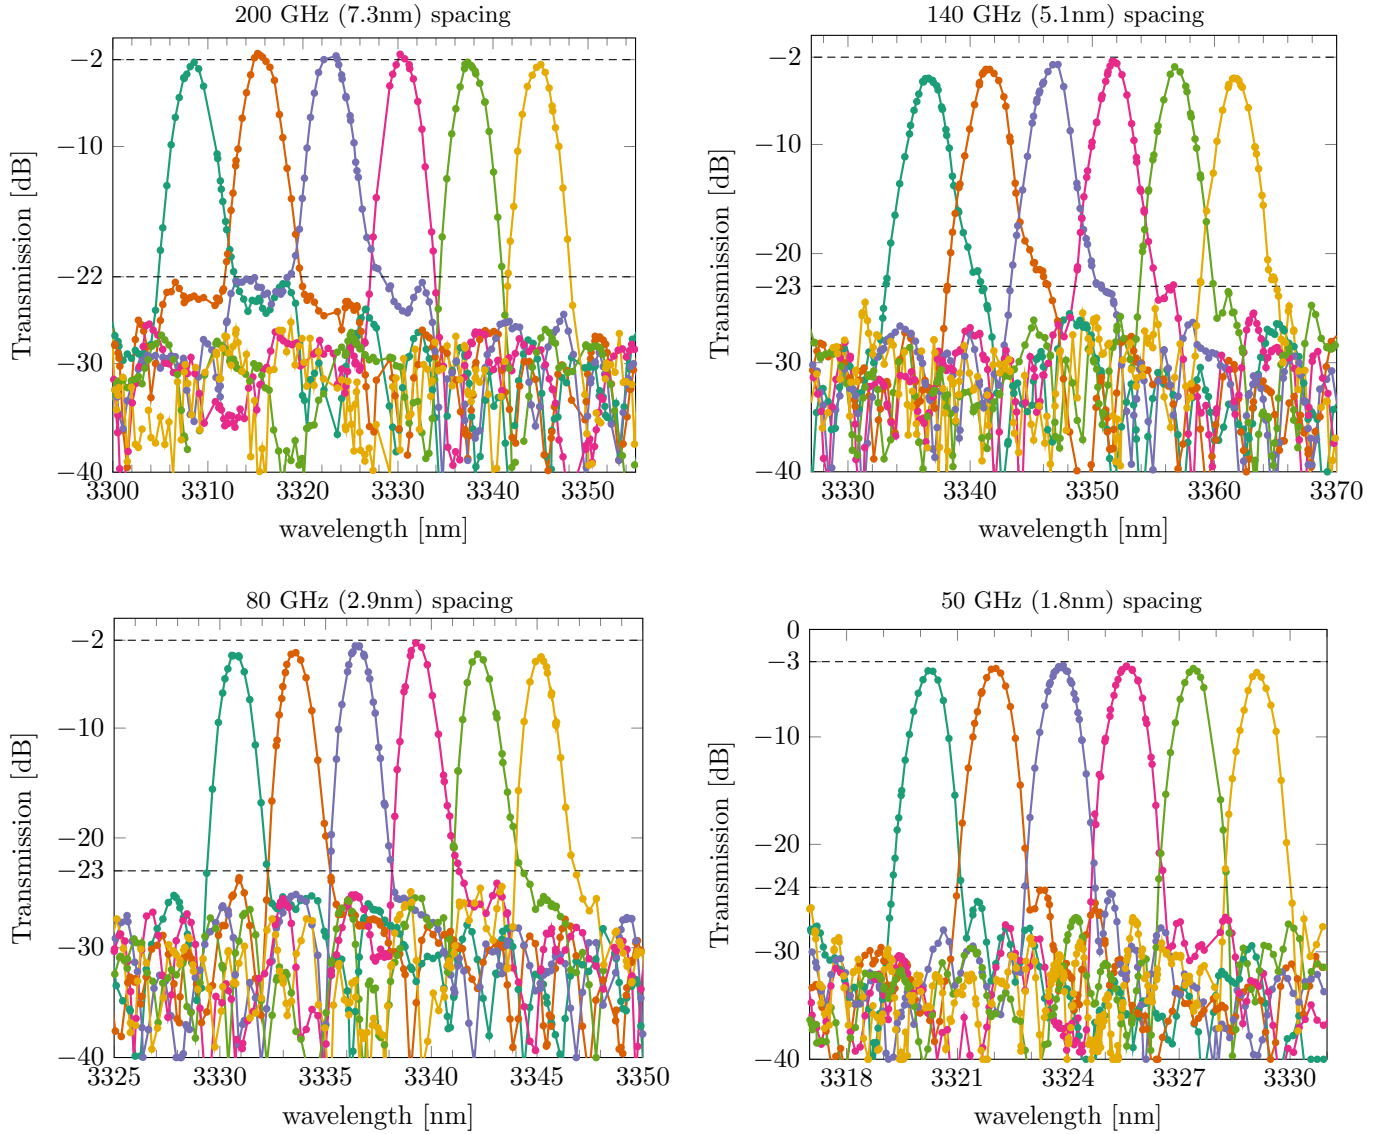 200 GHz (7.3nm) spacing
Transmission [dB]
−2
−10
−22
−30
−40
3300 3310 3320 3330 3340 3350
wavelength [nm]
140 GHz (5.1nm) spacing
Transmission [dB]
−2
−10
−20
−23
−30
−40
3330 3340 3350 3360 3370
wavelength [nm]
80 GHz (2.9nm) spacing
Transmission [dB]
−2
−10
−20
−23
−30
−40
3325 3330 3335 3340 3345 3350
wavelength [nm]
50 GHz (1.8nm) spacing
Transmission [dB]
0
−3
−10
−20
−24
−30
−40
3318 3321 3324 3327 3330
wavelength [nm]